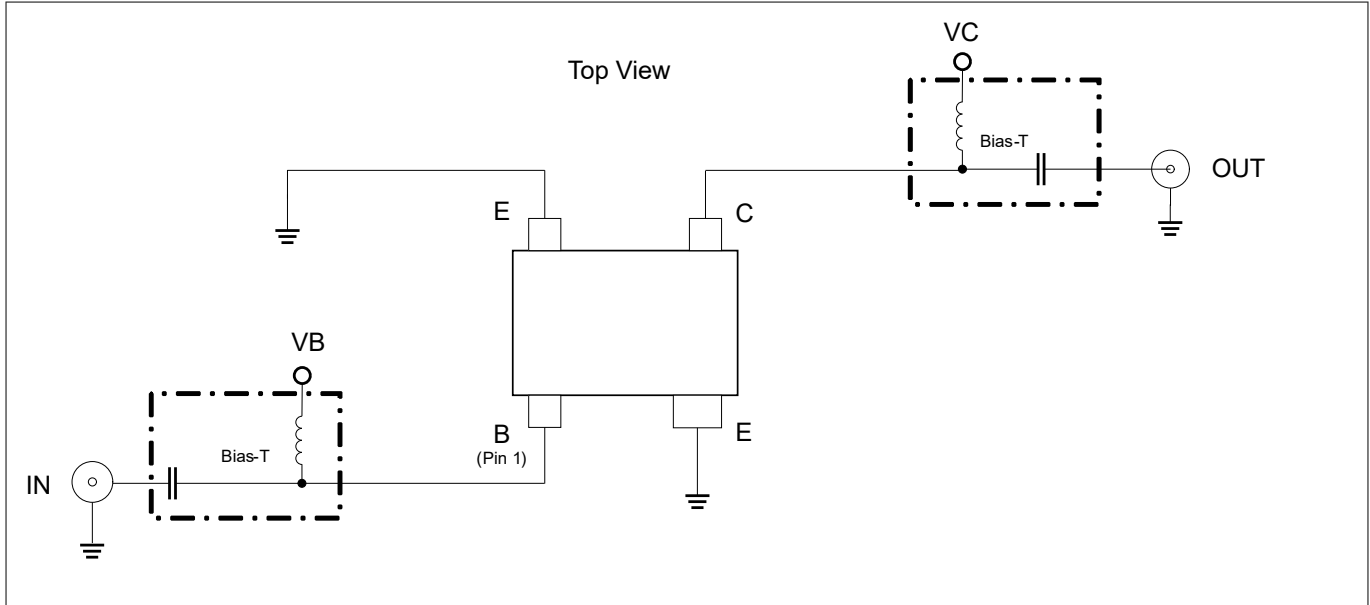 VC
Top View
Bias-T
OUT
E
C
VB
B
(Pin 1)
E
Bias-T
IN